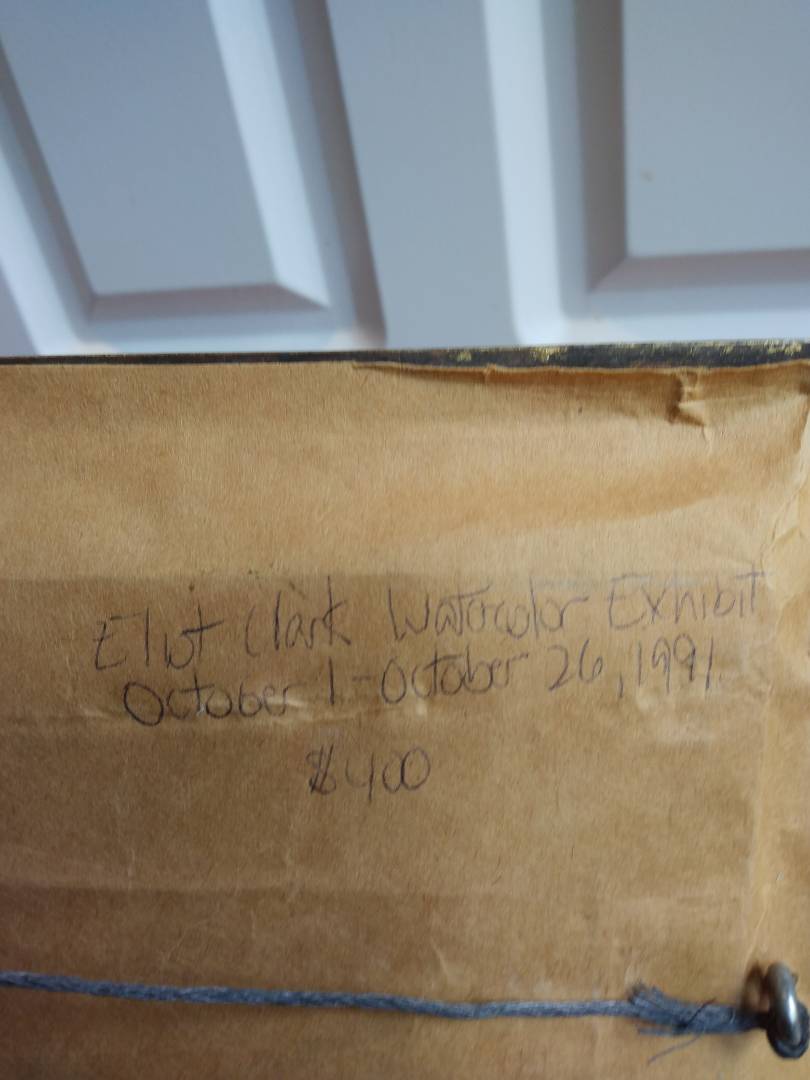 Eliot Clark Watercolor Exhibit
October 1-October 26, 1991
$400